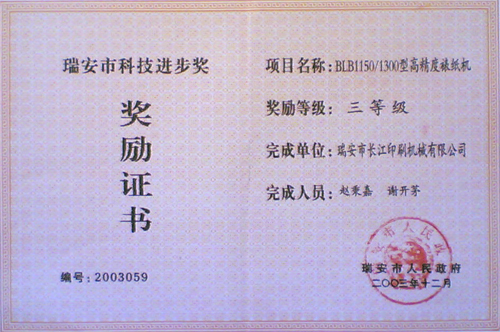 瑞安市科技进步奖
奖励证书
编号:2003059
项目名称:BLB1150/1300型高精度裱纸机
奖励等级:三等级
完成单位:瑞安市长江印刷机械有限公司
完成人员:赵秉嘉 谢开芽
瑞安市人民政府
二〇〇三年十二月